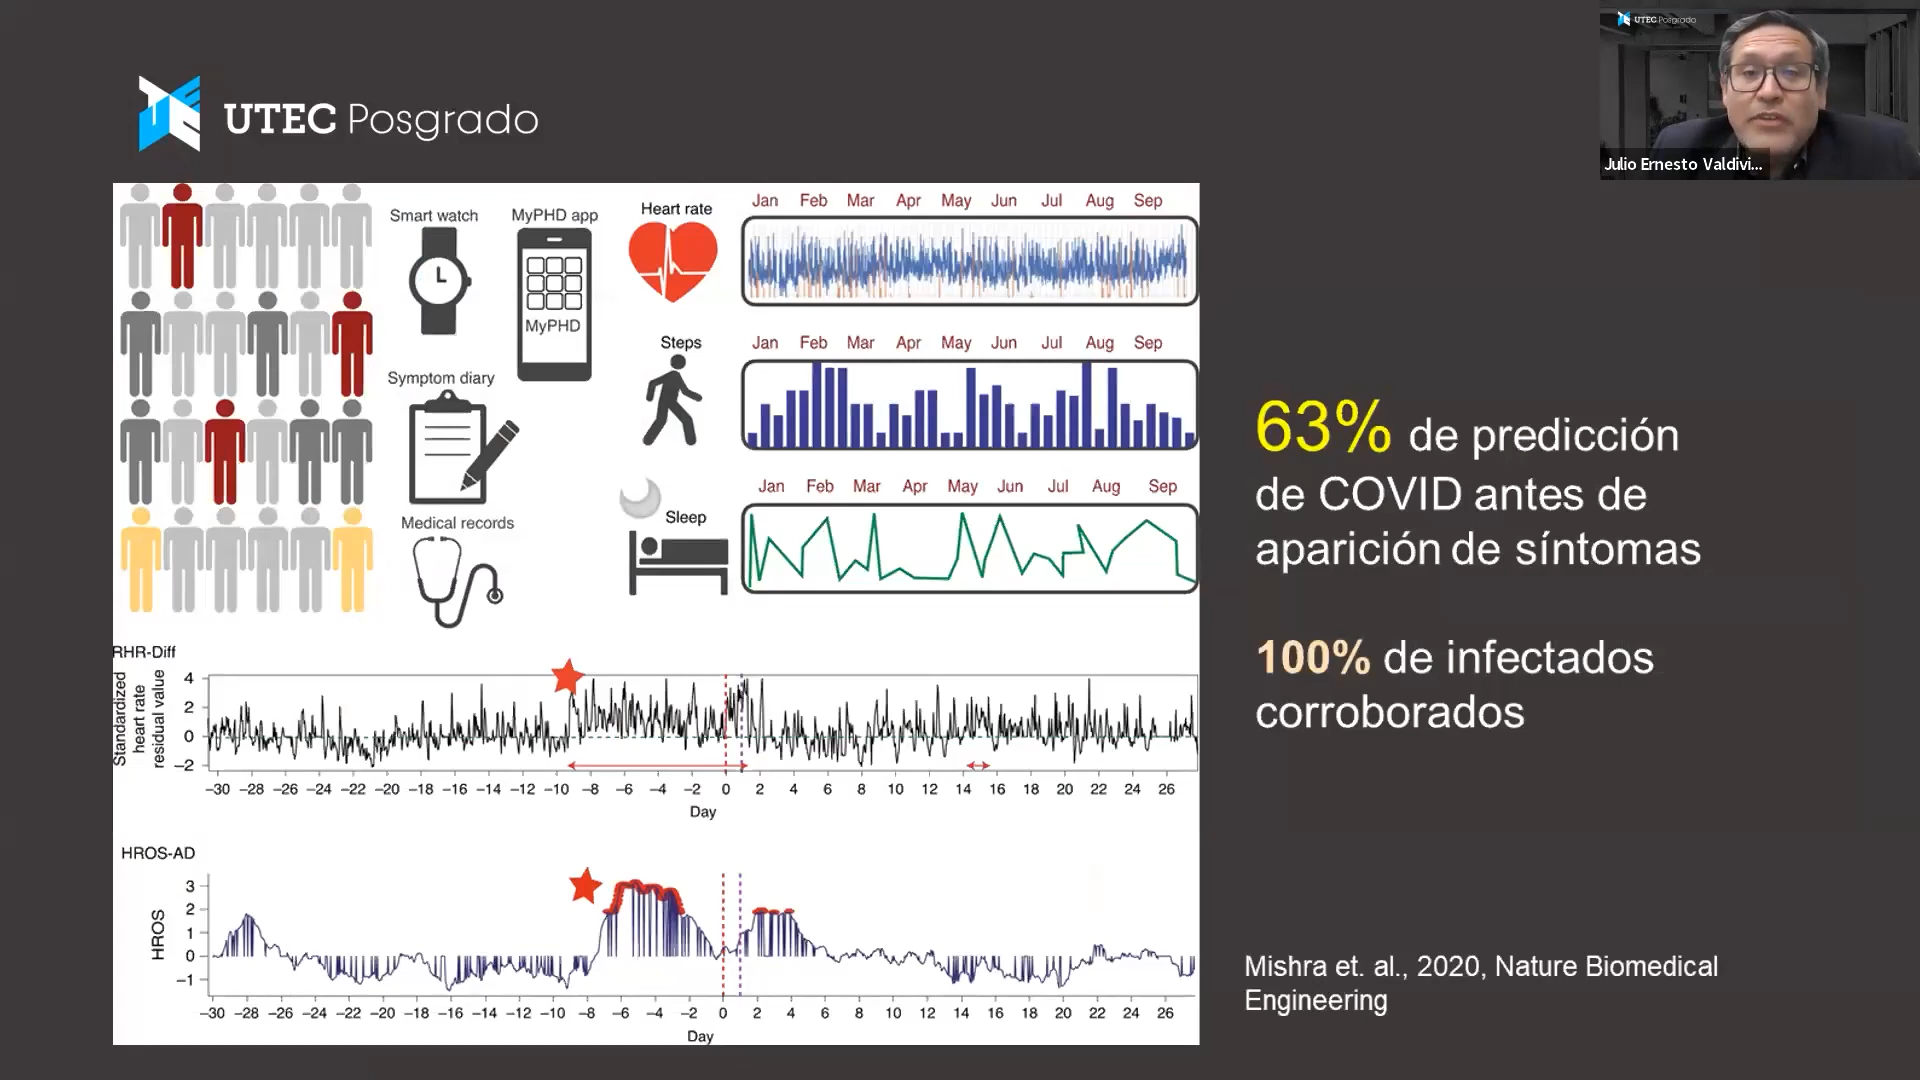 UTEC Posgrado
UTEC Posgrado
Julio Ernesto Valdivi...
Smart watch
MyPHD app
MyPHD
Symptom diary
Medical records
Heart rate
Jan Feb Mar Apr May Jun Jul Aug Sep
Steps
Jan Feb Mar Apr May Jun Jul Aug Sep
Sleep
Jan Feb Mar Apr May Jun Jul Aug Sep
RHR-Diff
Standardized
heart rate
residual value
4
2
0
−2
−30 −28 −26 −24 −22 −20 −18 −16 −14 −12 −10 −8 −6 −4 −2 0 2 4 6 8 10 12 14 16 18 20 22 24 26
Day
HROS-AD
HROS
3
2
1
0
−1
−30 −28 −26 −24 −22 −20 −18 −16 −14 −12 −10 −8 −6 −4 −2 0 2 4 6 8 10 12 14 16 18 20 22 24 26
Day
63% de predicción
de COVID antes de
aparición de síntomas
100% de infectados
corroborados
Mishra et. al., 2020, Nature Biomedical
Engineering